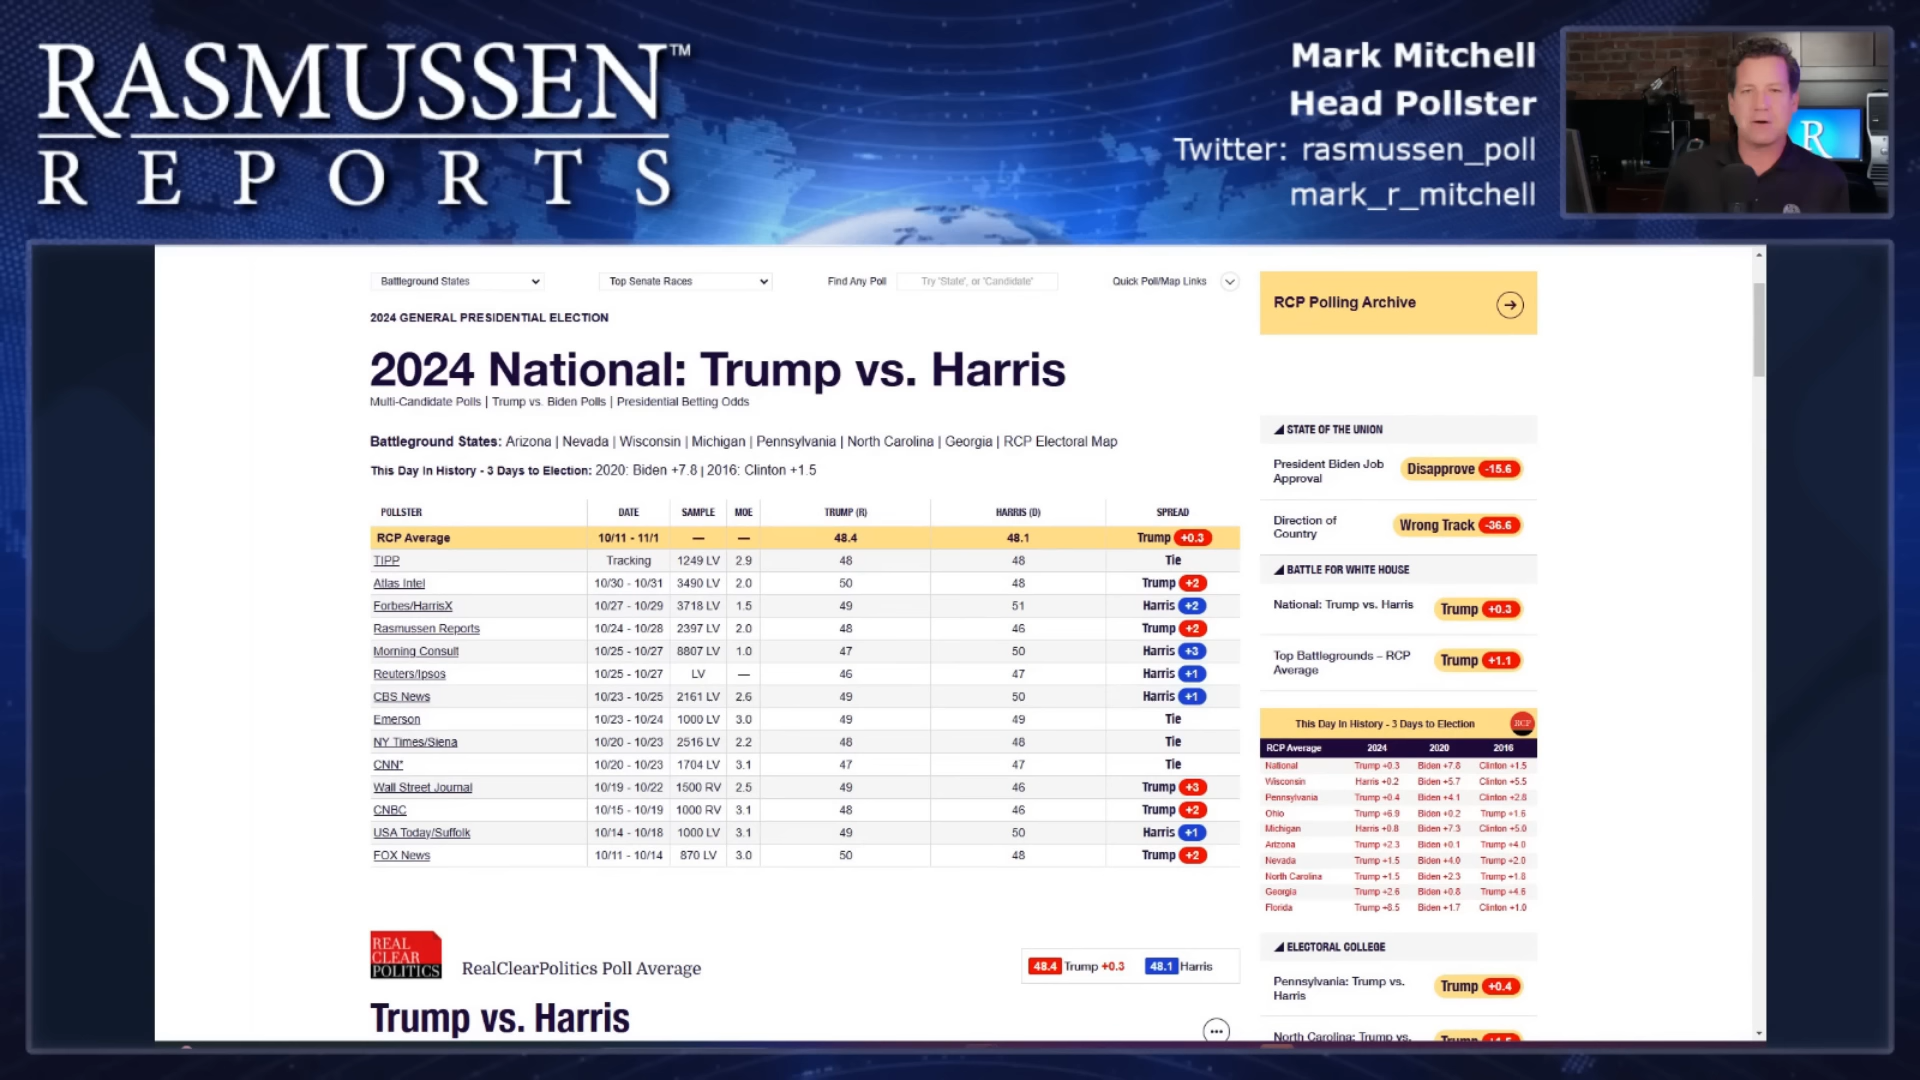 RASMUSSEN™
REPORTS
Mark Mitchell
Head Pollster
Twitter: rasmussen_poll
mark_r_mitchell
R
Battleground States
Top Senate Races
Find Any Poll
Try 'State', or 'Candidate'
Quick Poll/Map Links
2024 GENERAL PRESIDENTIAL ELECTION
2024 National: Trump vs. Harris
Multi-Candidate Polls | Trump vs. Biden Polls | Presidential Betting Odds
Battleground States: Arizona | Nevada | Wisconsin | Michigan | Pennsylvania | North Carolina | Georgia | RCP Electoral Map
This Day In History - 3 Days to Election: 2020: Biden +7.8 | 2016: Clinton +1.5
POLLSTER DATE SAMPLE MOE TRUMP (R) HARRIS (D) SPREAD
RCP Average 10/11 - 11/1 — — 48.4 48.1 Trump +0.3
TIPP Tracking 1249 LV 2.9 48 48 Tie
Atlas Intel 10/30 - 10/31 3490 LV 2.0 50 48 Trump +2
Forbes/HarrisX 10/27 - 10/29 3718 LV 1.5 49 51 Harris +2
Rasmussen Reports 10/24 - 10/28 2397 LV 2.0 48 46 Trump +2
Morning Consult 10/25 - 10/27 8807 LV 1.0 47 50 Harris +3
Reuters/Ipsos 10/25 - 10/27 LV — 46 47 Harris +1
CBS News 10/23 - 10/25 2161 LV 2.6 49 50 Harris +1
Emerson 10/23 - 10/24 1000 LV 3.0 49 49 Tie
NY Times/Siena 10/20 - 10/23 2516 LV 2.2 48 48 Tie
CNN* 10/20 - 10/23 1704 LV 3.1 47 47 Tie
Wall Street Journal 10/19 - 10/22 1500 RV 2.5 49 46 Trump +3
CNBC 10/15 - 10/19 1000 RV 3.1 48 46 Trump +2
USA Today/Suffolk 10/14 - 10/18 1000 LV 3.1 49 50 Harris +1
FOX News 10/11 - 10/14 870 LV 3.0 50 48 Trump +2
REAL
CLEAR
POLITICS
RealClearPolitics Poll Average
48.4 Trump +0.3 48.1 Harris
Trump vs. Harris
RCP Polling Archive
STATE OF THE UNION
President Biden Job
Approval
Disapprove -15.6
Direction of
Country
Wrong Track -36.6
BATTLE FOR WHITE HOUSE
National: Trump vs. Harris Trump +0.3
Top Battlegrounds – RCP
Average
Trump +1.1
This Day In History - 3 Days to Election RCP
RCP Average 2024 2020 2016
National Trump +0.3 Biden +7.8 Clinton +1.5
Wisconsin Harris +0.2 Biden +5.7 Clinton +5.5
Pennsylvania Trump +0.4 Biden +4.1 Clinton +2.8
Ohio Trump +6.9 Biden +0.2 Trump +1.6
Michigan Harris +0.8 Biden +7.3 Clinton +5.0
Arizona Trump +2.3 Biden +0.1 Trump +4.0
Nevada Trump +1.5 Biden +4.0 Trump +2.0
North Carolina Trump +1.5 Biden +2.3 Trump +1.8
Georgia Trump +2.6 Biden +0.8 Trump +4.6
Florida Trump +8.5 Biden +1.7 Clinton +1.0
ELECTORAL COLLEGE
Pennsylvania: Trump vs.
Harris
Trump +0.4
North Carolina: Trump vs.
Trump +1.5